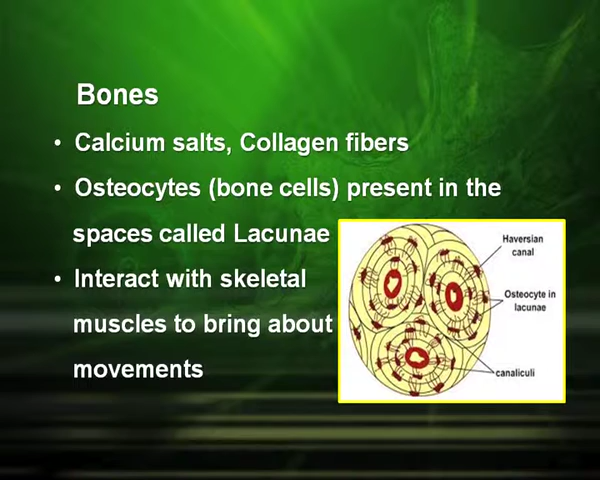 Bones
• Calcium salts, Collagen fibers
• Osteocytes (bone cells) present in the
spaces called Lacunae
• Interact with skeletal
muscles to bring about
movements
Haversian
canal
Osteocyte in
lacunae
canaliculi